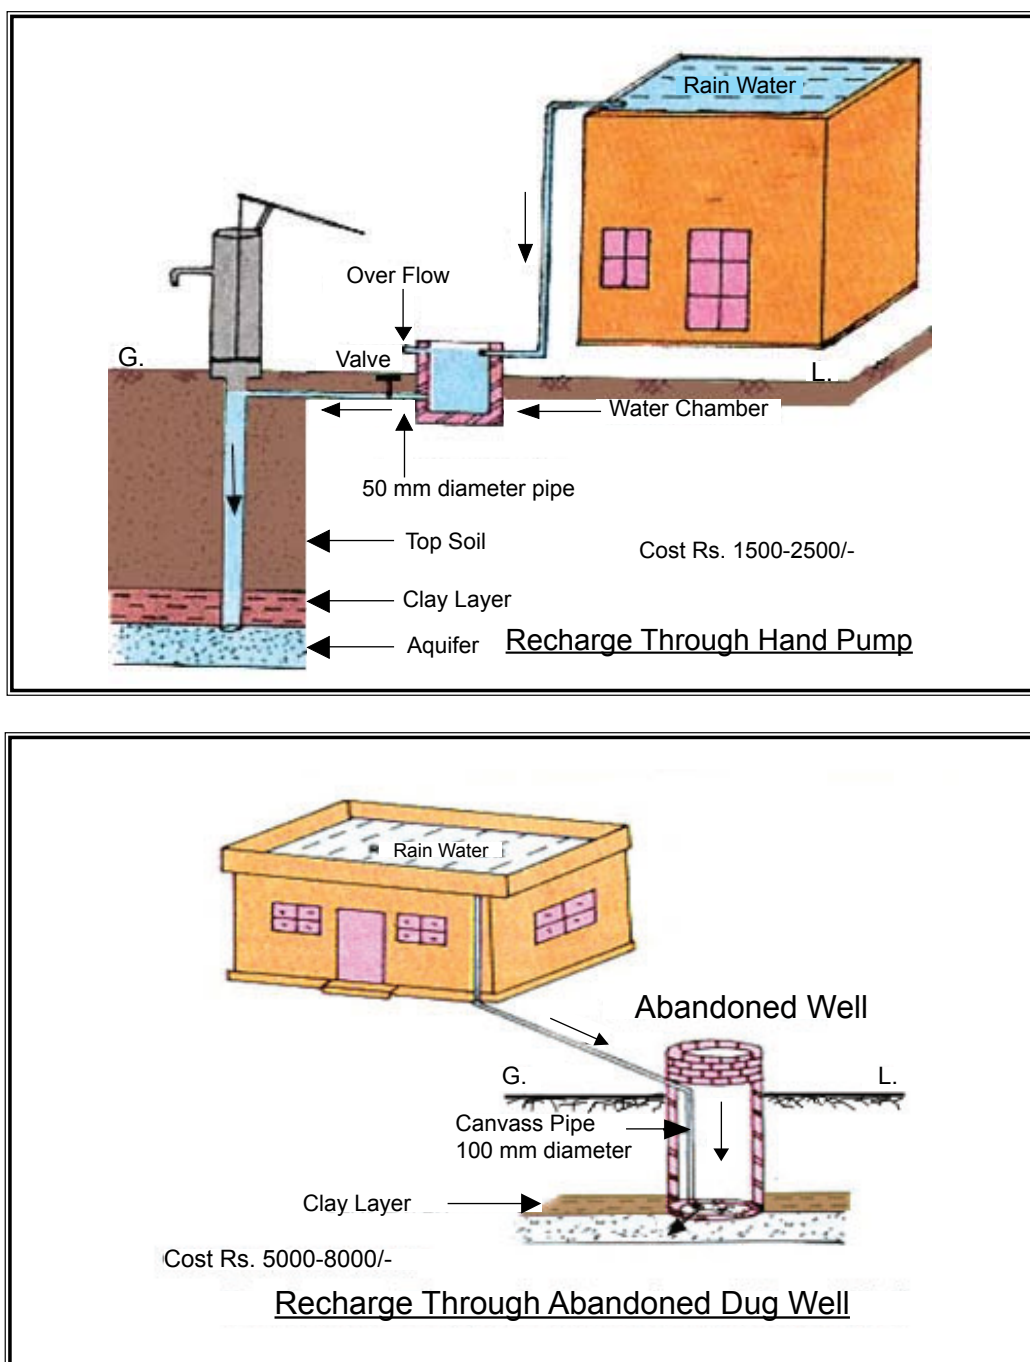 Rain Water
Over Flow
G.
Valve
L.
Water Chamber
50 mm diameter pipe
Top Soil
Cost Rs. 1500-2500/-
Clay Layer
Aquifer
Recharge Through Hand Pump
Rain Water
Abandoned Well
G.
L.
Canvass Pipe
100 mm diameter
Clay Layer
Cost Rs. 5000-8000/-
Recharge Through Abandoned Dug Well